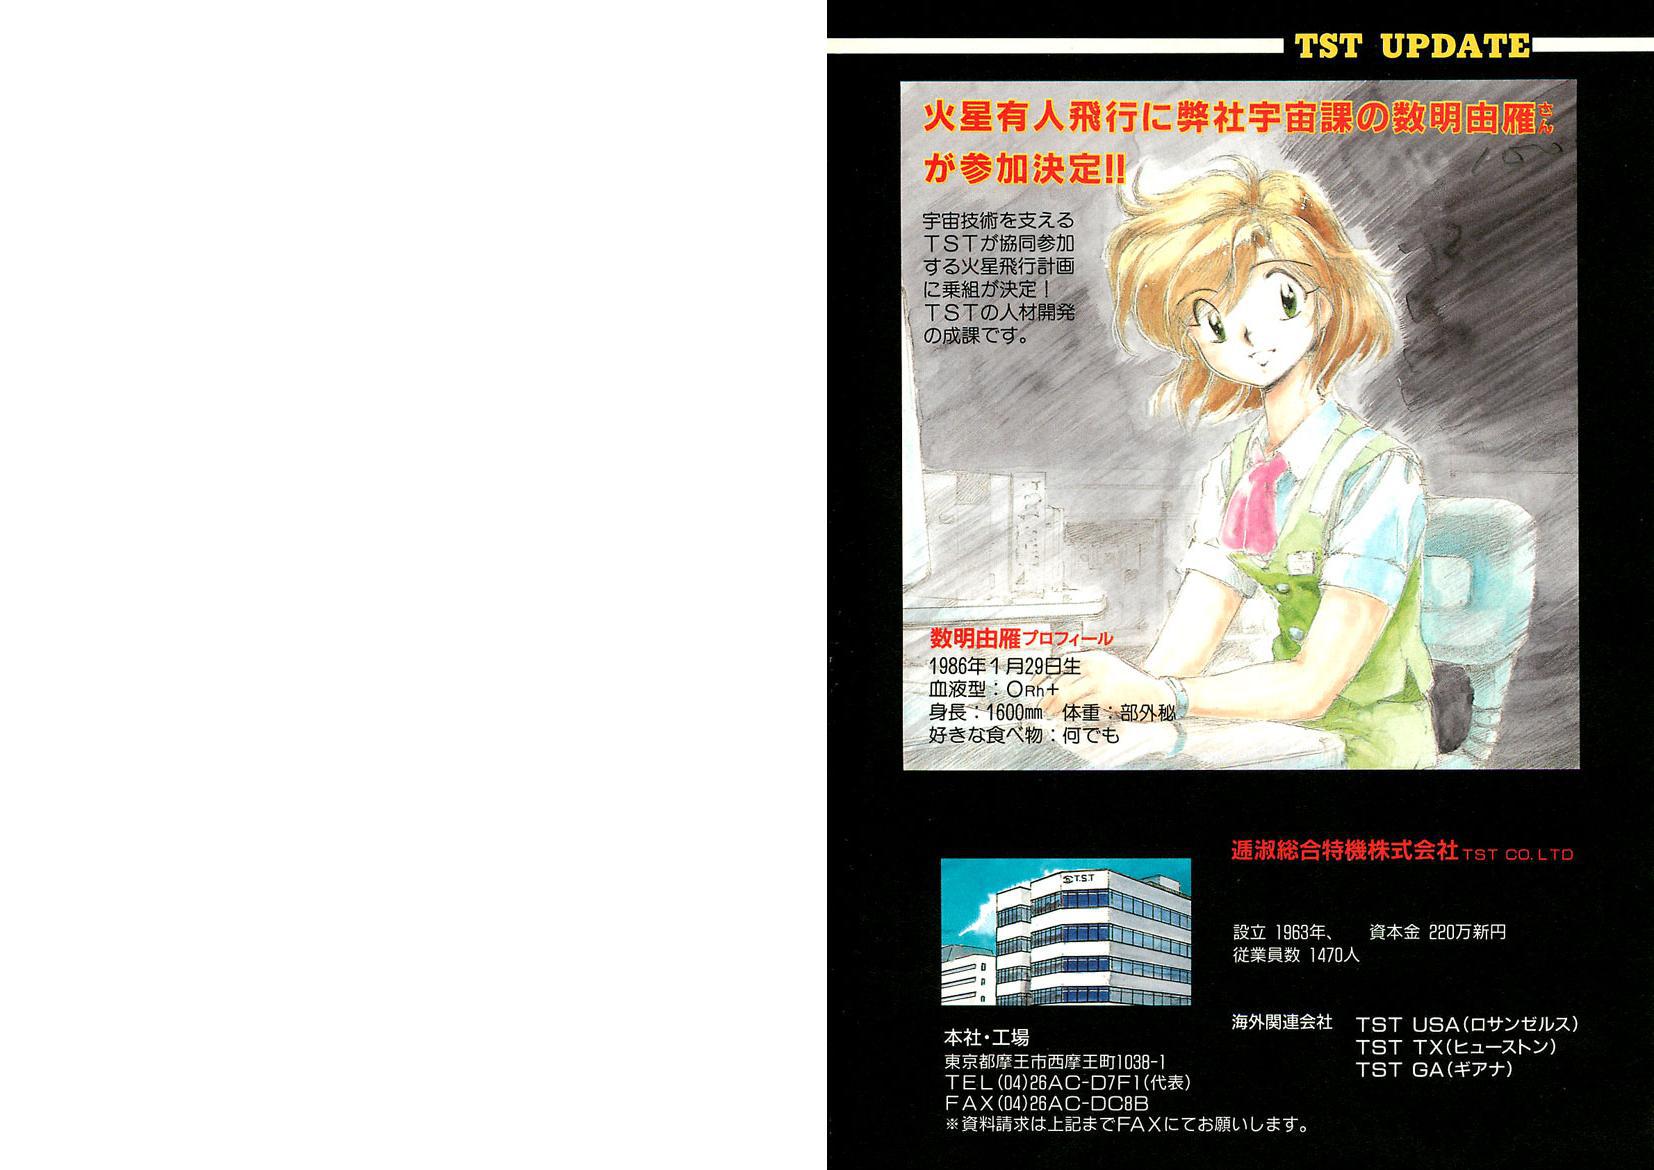 TST UPDATE
火星有人飛行に弊社宇宙課の数明由雁さん
が参加決定!!
宇宙技術を支える
TSTが協同参加
する火星飛行計画
に乗組が決定！
TSTの人材開発
の成課です。
数明由雁プロフィール
1986年1月29日生
血液型：ORh+
身長：1600㎜　体重：部外秘
好きな食べ物：何でも
T.S.T
逓淑総合特機株式会社TST CO. LTD
設立 1963年、　資本金 220万新円
従業員数 1470人
海外関連会社　TST USA(ロサンゼルス)
TST TX(ヒューストン)
TST GA(ギアナ)
本社・工場
東京都摩王市西摩王町1038-1
TEL(04)26AC-D7F1(代表)
FAX(04)26AC-DC8B
※資料請求は上記までFAXにてお願いします。